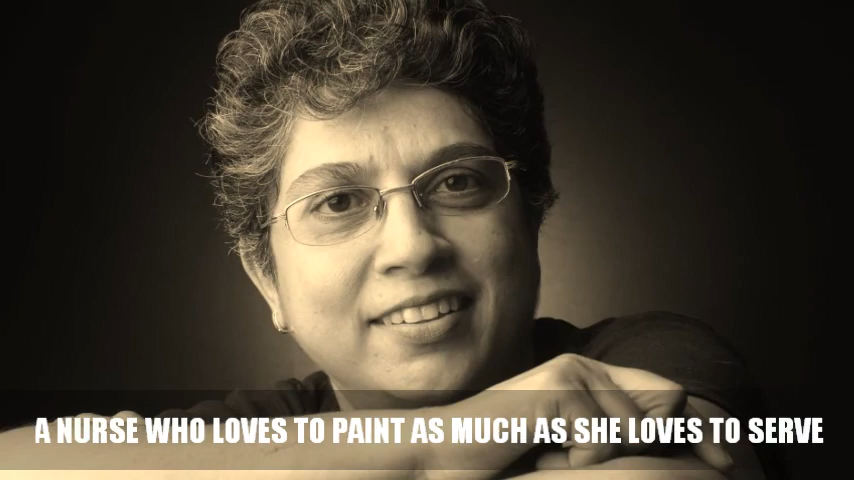 A NURSE WHO LOVES TO PAINT AS MUCH AS SHE LOVES TO SERVE